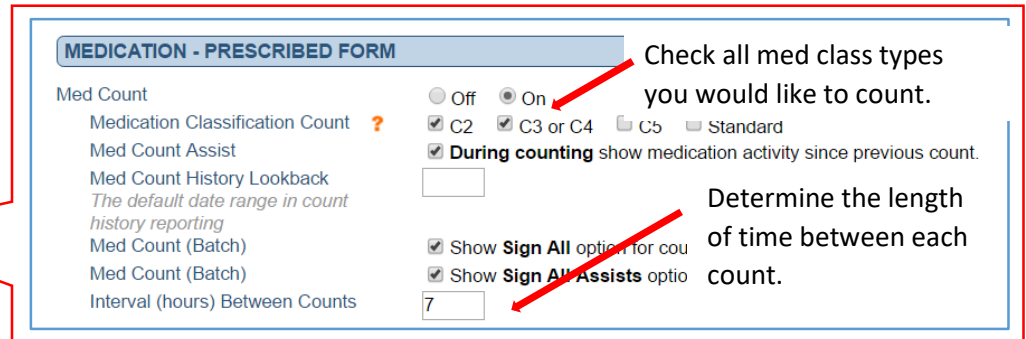 MEDICATION - PRESCRIBED FORM
Check all med class types
you would like to count.
Med Count
Off On
Medication Classification Count ? C2 C3 or C4 C5 Standard
Med Count Assist During counting show medication activity since previous count.
Med Count History Lookback
The default date range in count
history reporting
Determine the length
of time between each
count.
Med Count (Batch) Show Sign All option for cou
Med Count (Batch) Show Sign All Assists optio
Interval (hours) Between Counts 7